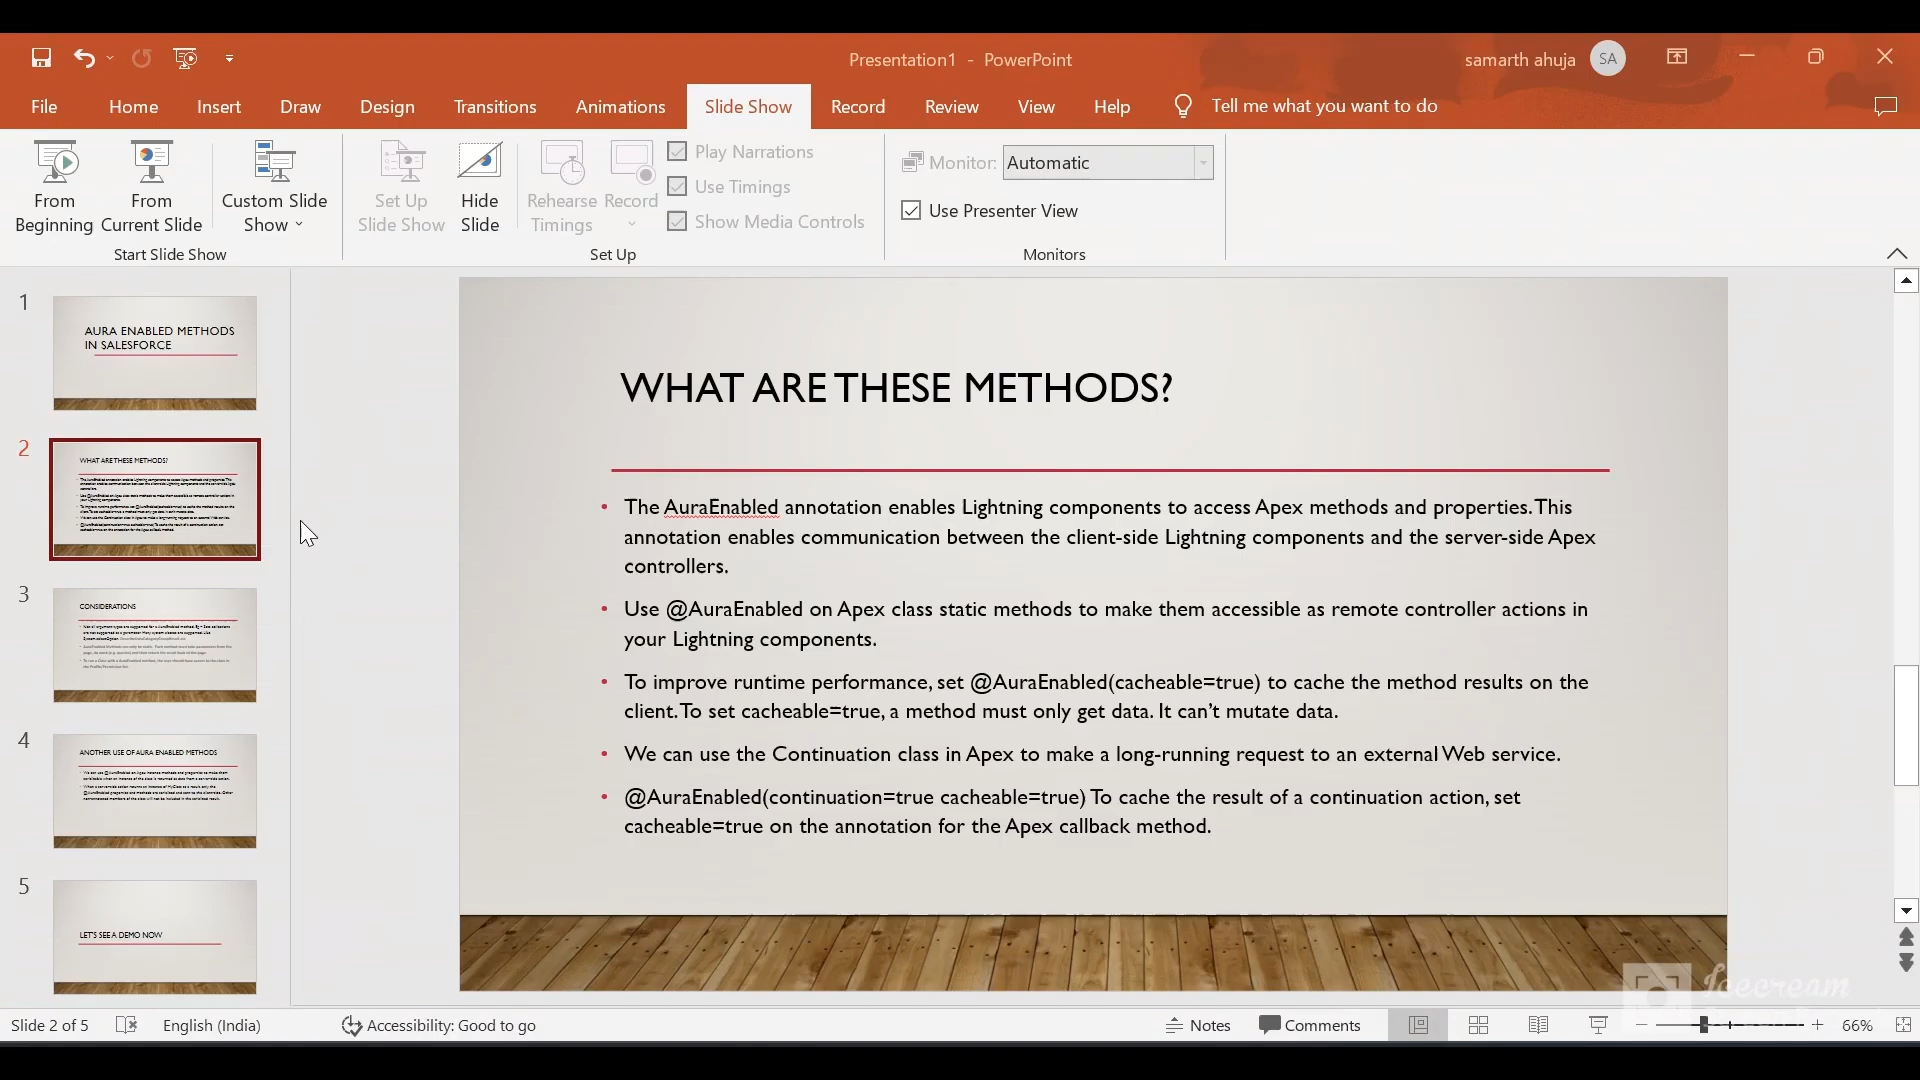 Presentation1 - PowerPoint
samarth ahuja
SA
File Home Insert Draw Design Transitions Animations Slide Show Record Review View Help Tell me what you want to do
From Beginning
From Current Slide
Custom Slide Show
Start Slide Show
Set Up Slide Show
Hide Slide
Rehearse Timings
Record
Play Narrations
Use Timings
Show Media Controls
Set Up
Monitor: Automatic
Use Presenter View
Monitors
1
AURA ENABLED METHODS
IN SALESFORCE
2
WHAT ARE THESE METHODS?
3
CONSIDERATIONS
4
ANOTHER USE OF AURA ENABLED METHODS
5
LET'S SEE A DEMO NOW
WHAT ARE THESE METHODS?
• The AuraEnabled annotation enables Lightning components to access Apex methods and properties. This
annotation enables communication between the client-side Lightning components and the server-side Apex
controllers.
• Use @AuraEnabled on Apex class static methods to make them accessible as remote controller actions in
your Lightning components.
• To improve runtime performance, set @AuraEnabled(cacheable=true) to cache the method results on the
client. To set cacheable=true, a method must only get data. It can’t mutate data.
• We can use the Continuation class in Apex to make a long-running request to an external Web service.
• @AuraEnabled(continuation=true cacheable=true) To cache the result of a continuation action, set
cacheable=true on the annotation for the Apex callback method.
Icecream
Slide 2 of 5 English (India) Accessibility: Good to go Notes Comments 66%